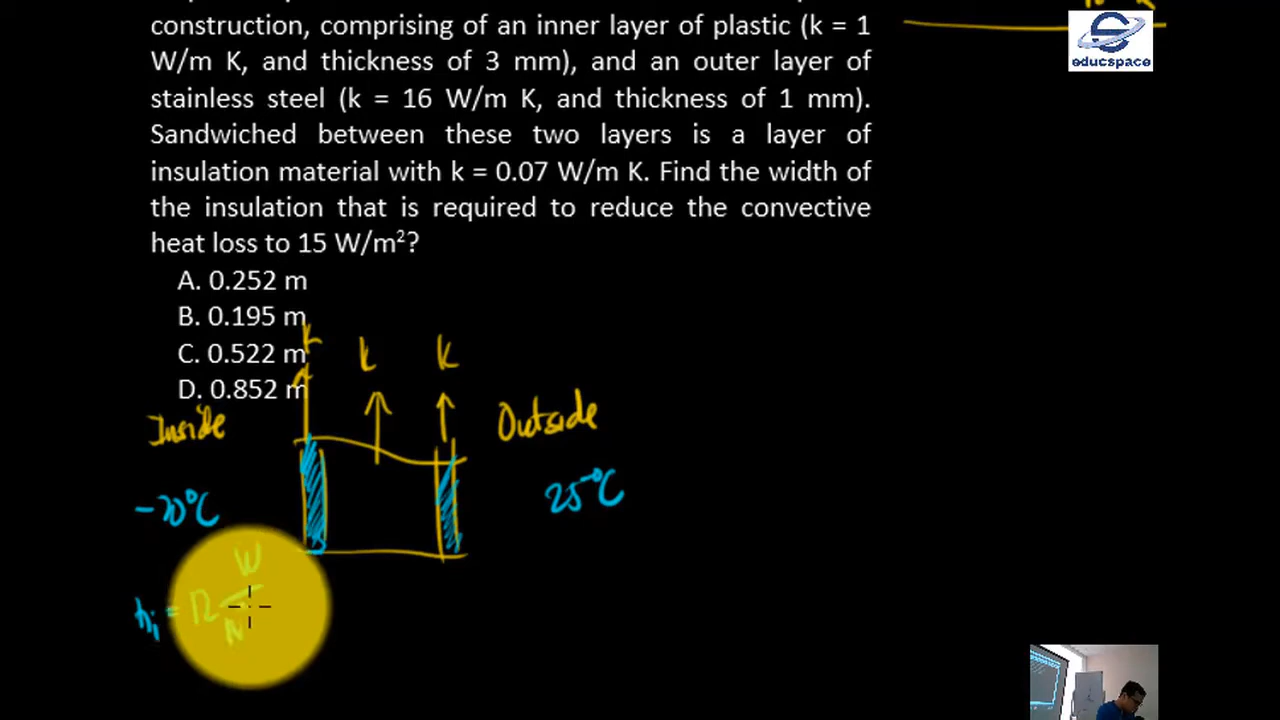 construction, comprising of an inner layer of plastic (k = 1
W/m K, and thickness of 3 mm), and an outer layer of
stainless steel (k = 16 W/m K, and thickness of 1 mm).
Sandwiched between these two layers is a layer of
insulation material with k = 0.07 W/m K. Find the width of
the insulation that is required to reduce the convective
heat loss to 15 W/m²?
A. 0.252 m
B. 0.195 m
C. 0.522 m
D. 0.852 m
k k k
Inside Outside
-20°C 25°C
hi = 12 W
m
educspace